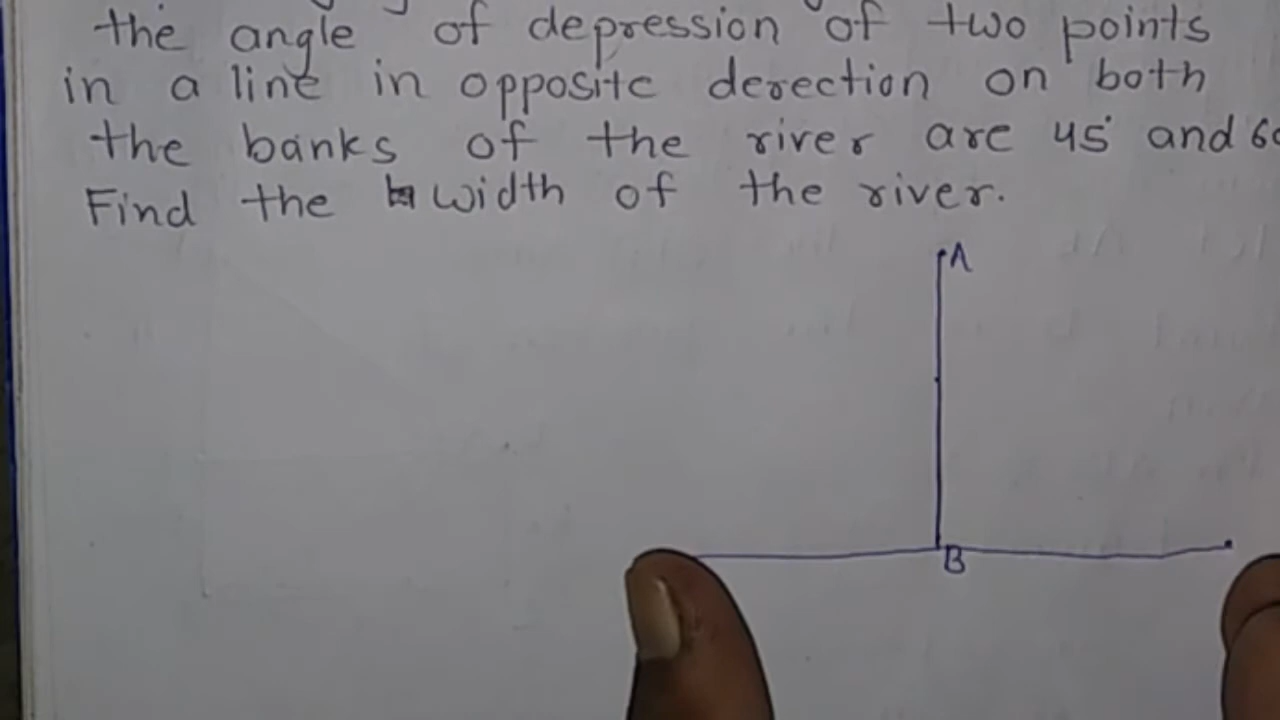 the angle of depression of two points
in a line in opposite derection on both
the banks of the river are 45° and
Find the width of the river.
A
B